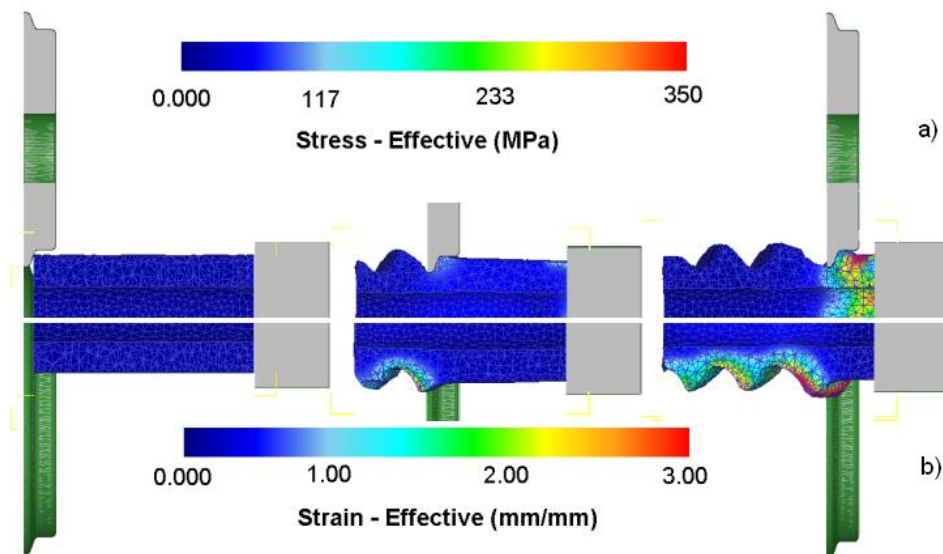 0.000 117 233 350
Stress - Effective (MPa)
a)
b)
0.000 1.00 2.00 3.00
Strain - Effective (mm/mm)